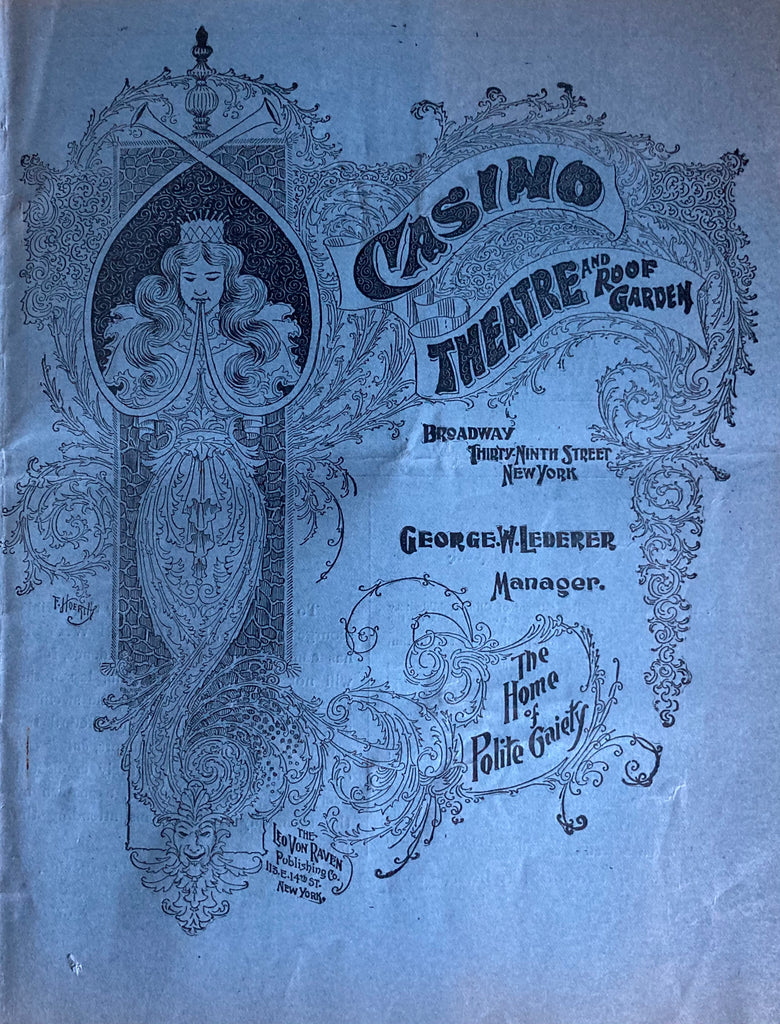 CASINO
THEATRE AND ROOF GARDEN
BROADWAY
THIRTY-NINTH STREET
NEW YORK
GEORGE.W.LEDERER
Manager.
The
Home
of
Polite Gaiety.
THE
LEO VON RAVEN
Publishing Co.
113.E.14TH ST.
NEW YORK.